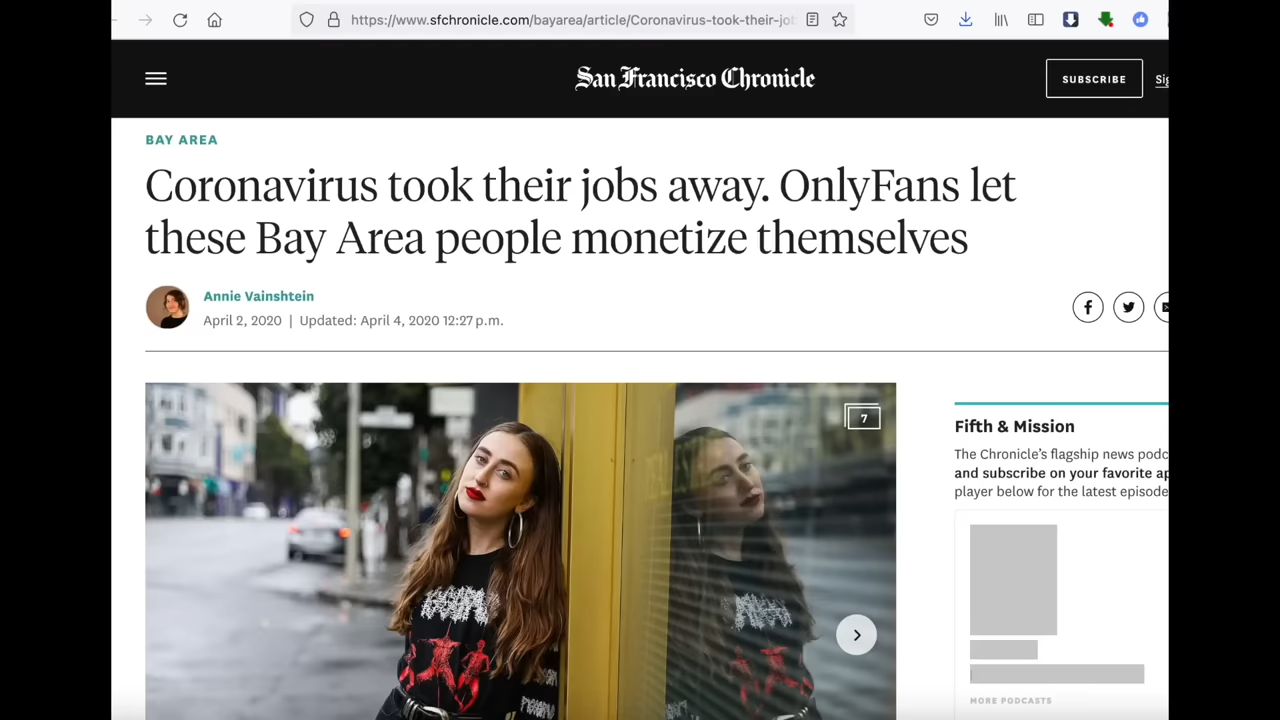 https://www.sfchronicle.com/bayarea/article/Coronavirus-took-their-jo
San Francisco Chronicle
SUBSCRIBE
Sig
BAY AREA
Coronavirus took their jobs away. OnlyFans let
these Bay Area people monetize themselves
Annie Vainshtein
April 2, 2020 | Updated: April 4, 2020 12:27 p.m.
7
Fifth & Mission
The Chronicle's flagship news podc
and subscribe on your favorite ap
player below for the latest episode
MORE PODCASTS